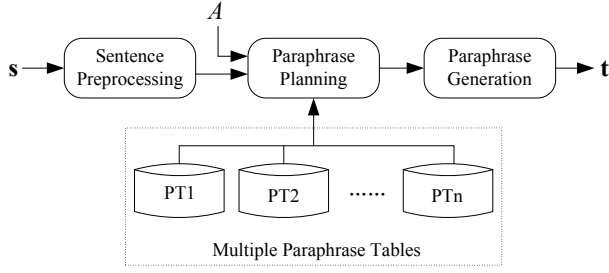 A
s
Sentence
Preprocessing
Paraphrase
Planning
Paraphrase
Generation
t
PT1
PT2
......
PTn
Multiple Paraphrase Tables